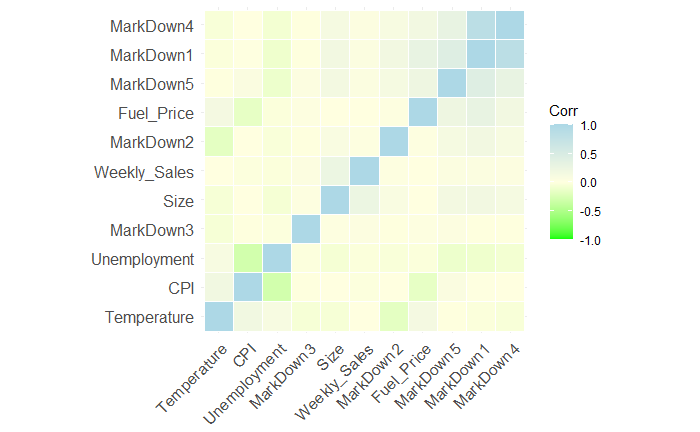 MarkDown4
MarkDown1
MarkDown5
Fuel_Price
MarkDown2
Weekly_Sales
Size
MarkDown3
Unemployment
CPI
Temperature
Temperature
CPI
Unemployment
MarkDown3
Size
Weekly_Sales
MarkDown2
Fuel_Price
MarkDown5
MarkDown1
MarkDown4
Corr
1.0
0.5
0.0
-0.5
-1.0